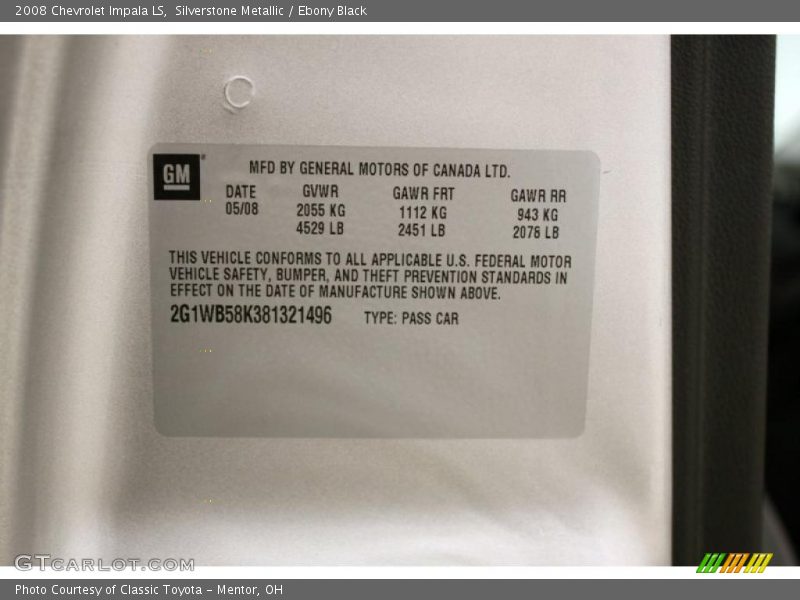 2008 Chevrolet Impala LS, Silverstone Metallic / Ebony Black
GM
MFD BY GENERAL MOTORS OF CANADA LTD.
DATE GVWR GAWR FRT GAWR RR
05/08 2055 KG 1112 KG 943 KG
4529 LB 2451 LB 2078 LB
THIS VEHICLE CONFORMS TO ALL APPLICABLE U.S. FEDERAL MOTOR
VEHICLE SAFETY, BUMPER, AND THEFT PREVENTION STANDARDS IN
EFFECT ON THE DATE OF MANUFACTURE SHOWN ABOVE.
2G1WB58K381321496 TYPE: PASS CAR
GTCARLOT.COM
Photo Courtesy of Classic Toyota - Mentor, OH